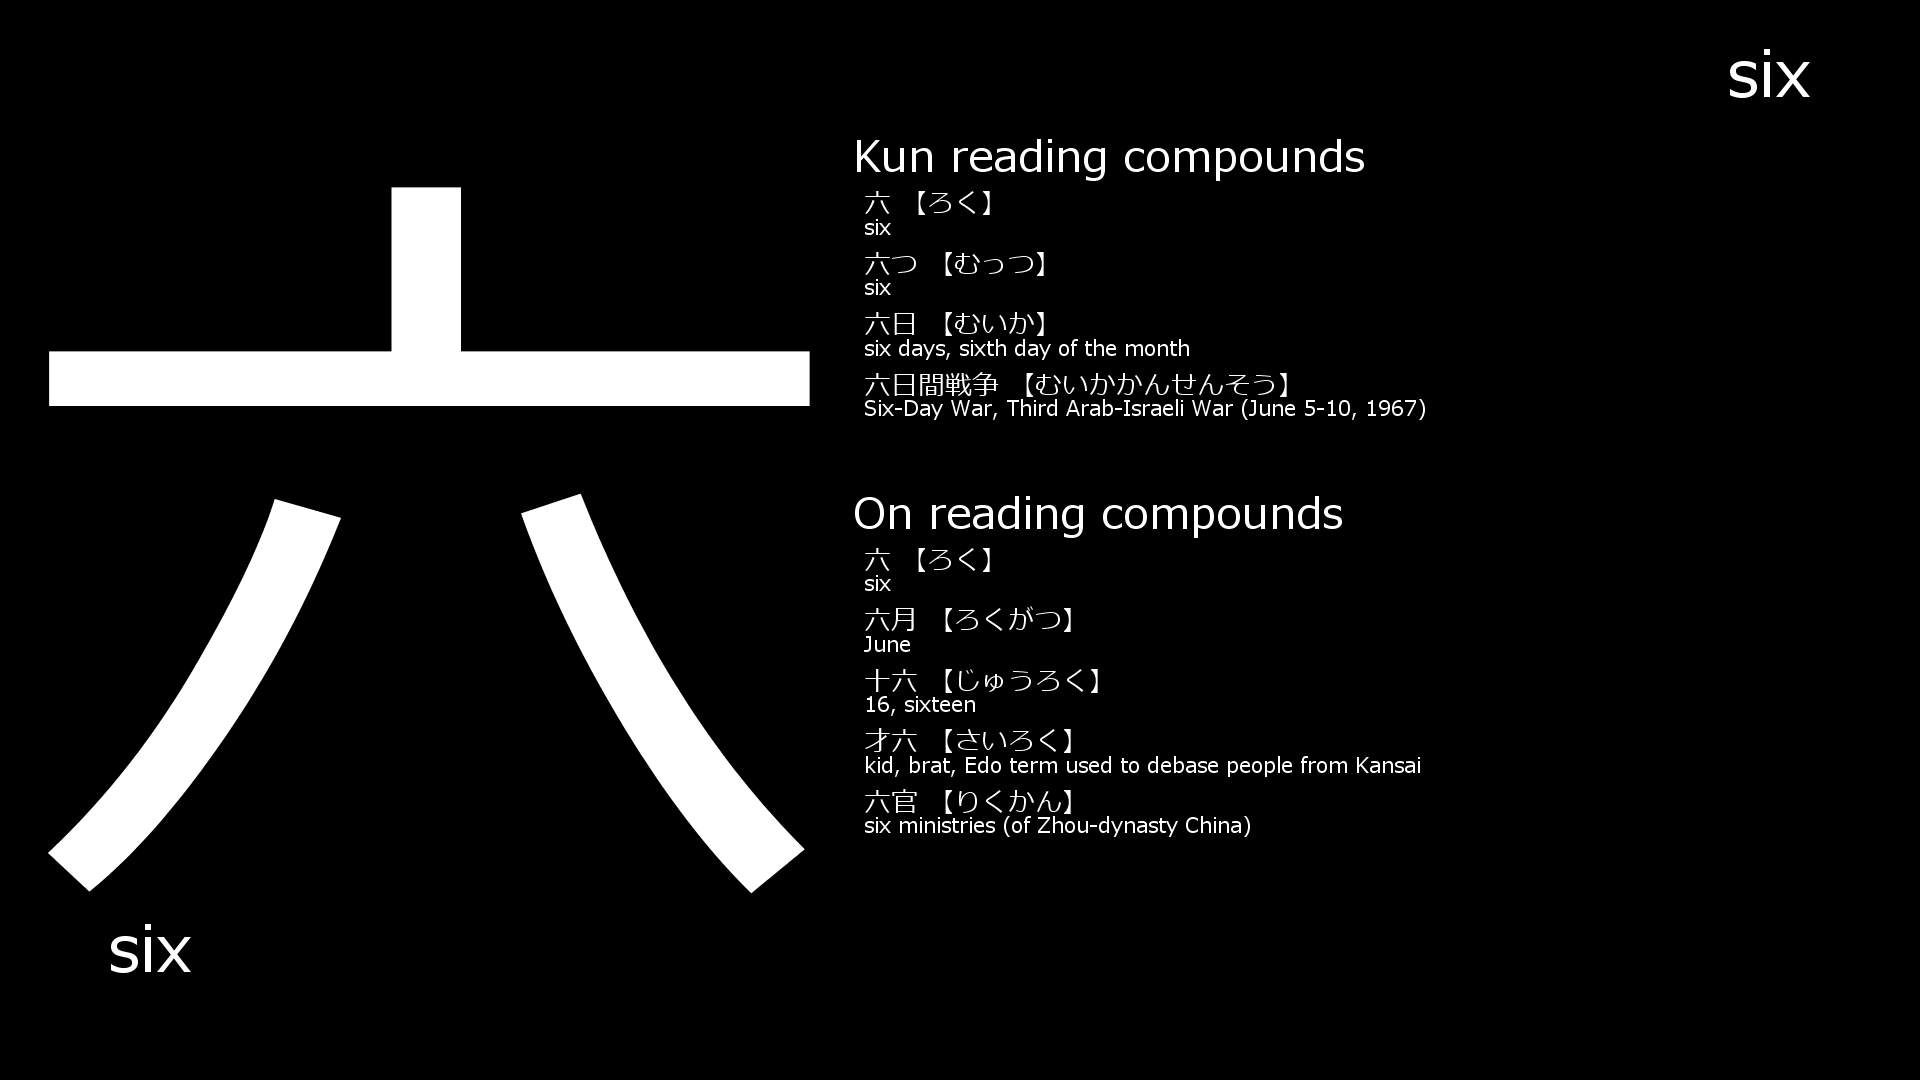 six
六
six
Kun reading compounds
六 【ろく】
six
六つ 【むっつ】
six
六日 【むいか】
six days, sixth day of the month
六日間戦争 【むいかかんせんそう】
Six-Day War, Third Arab-Israeli War (June 5-10, 1967)
On reading compounds
六 【ろく】
six
六月 【ろくがつ】
June
十六 【じゅうろく】
16, sixteen
才六 【さいろく】
kid, brat, Edo term used to debase people from Kansai
六官 【りくかん】
six ministries (of Zhou-dynasty China)